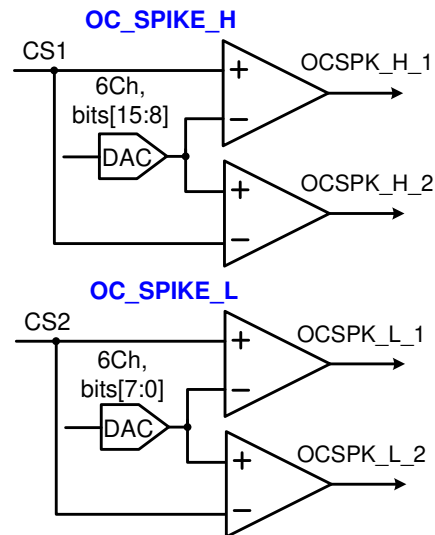 OC_SPIKE_H
CS1
OCSPK_H_1
6Ch,
bits[15:8]
+
−
DAC
OCSPK_H_2
+
−
OC_SPIKE_L
CS2
OCSPK_L_1
6Ch,
bits[7:0]
+
−
DAC
OCSPK_L_2
+
−